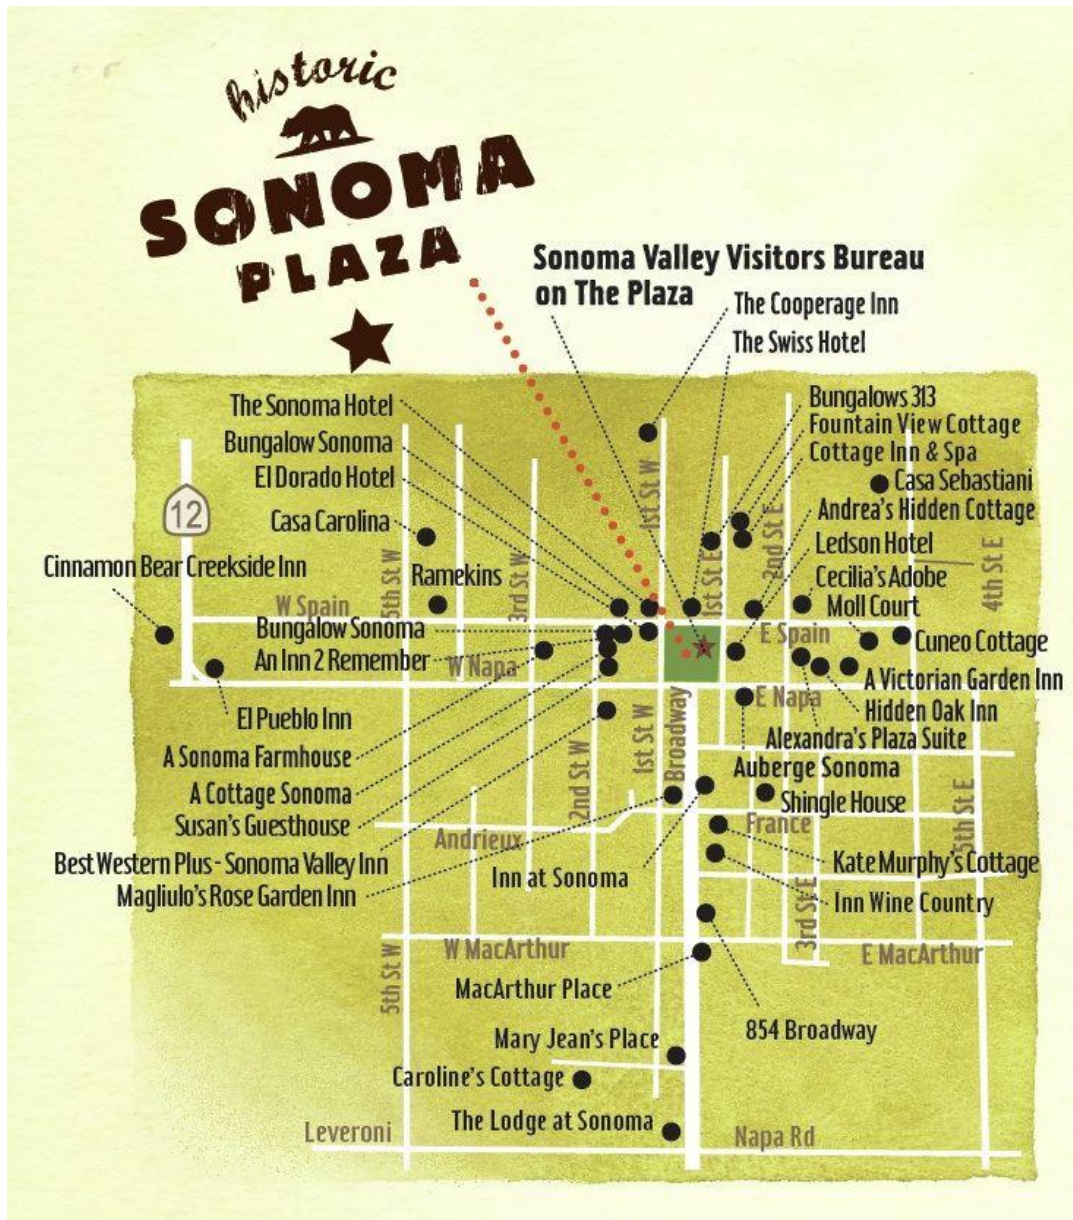 historic
SONOMA
PLAZA
Sonoma Valley Visitors Bureau
on The Plaza
The Cooperage Inn
The Swiss Hotel
The Sonoma Hotel
Bungalow Sonoma
El Dorado Hotel
Casa Carolina
Ramekins
Cinnamon Bear Creekside Inn
12
Bungalows 313
Fountain View Cottage
Cottage Inn & Spa
Casa Sebastiani
Andrea's Hidden Cottage
Ledson Hotel
Cecilia's Adobe
Moll Court
Cuneo Cottage
A Victorian Garden Inn
Hidden Oak Inn
Alexandra's Plaza Suite
Auberge Sonoma
Shingle House
Kate Murphy's Cottage
Inn Wine Country
854 Broadway
Bungalow Sonoma
An Inn 2 Remember
El Pueblo Inn
A Sonoma Farmhouse
A Cottage Sonoma
Susan's Guesthouse
Best Western Plus - Sonoma Valley Inn
Magliulo's Rose Garden Inn
Inn at Sonoma
MacArthur Place
Mary Jean's Place
Caroline's Cottage
The Lodge at Sonoma
W Spain
E Spain
W Napa
E Napa
Andrieux
France
W MacArthur
E MacArthur
Leveroni
Napa Rd
5th St W
3rd St W
1st St W
1st St E
2nd St E
4th St E
2nd St W
1st St W
Broadway
5th St E
3rd St E
5th St W